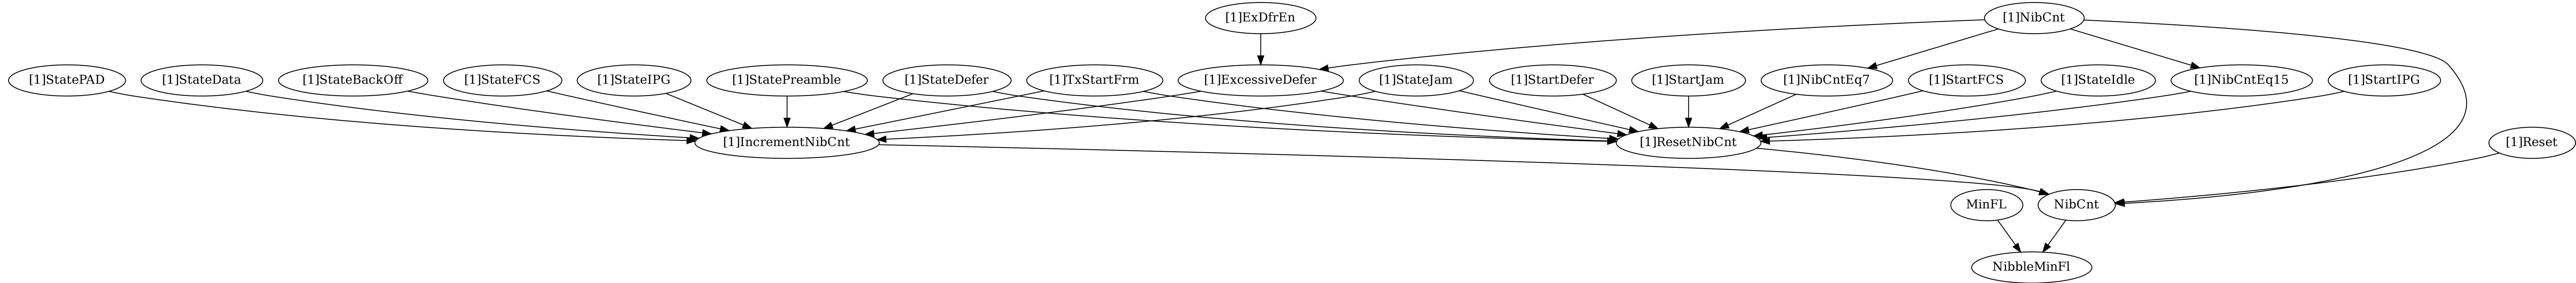 [1]ExDfrEn
[1]NibCnt
[1]StatePAD
[1]StateData
[1]StateBackOff
[1]StateFCS
[1]StateIPG
[1]StatePreamble
[1]StateDefer
[1]TxStartFrm
[1]ExcessiveDefer
[1]StateJam
[1]StartDefer
[1]StartJam
[1]NibCntEq7
[1]StartFCS
[1]StateIdle
[1]NibCntEq15
[1]StartIPG
[1]IncrementNibCnt
[1]ResetNibCnt
[1]Reset
MinFL
NibCnt
NibbleMinFl